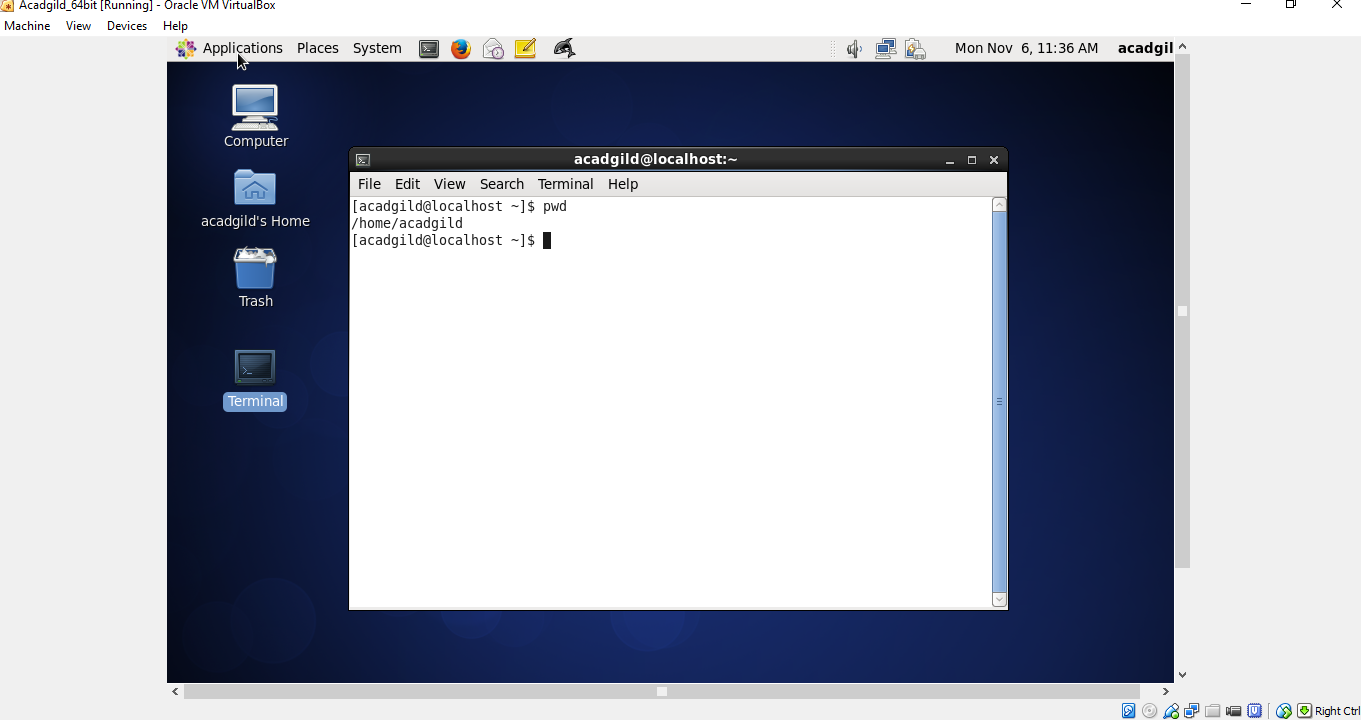 Acadgild_64bit [Running] - Oracle VM VirtualBox
Machine View Devices Help
Applications Places System Mon Nov 6, 11:36 AM acadgil
Computer
acadgild's Home
Trash
Terminal
acadgild@localhost:~
File Edit View Search Terminal Help
[acadgild@localhost ~]$ pwd
/home/acadgild
[acadgild@localhost ~]$
Right Ctrl